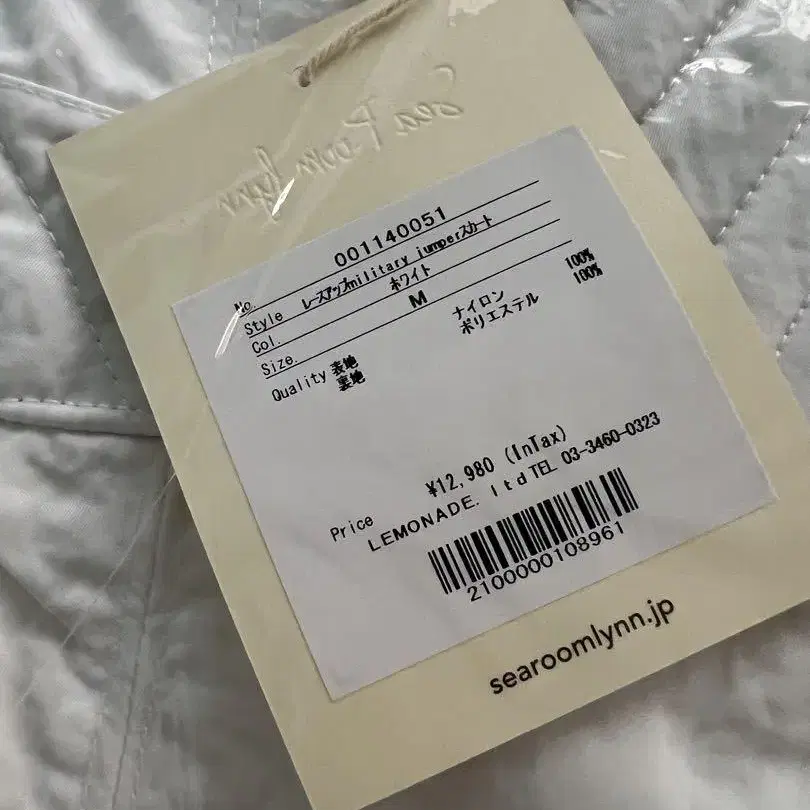 Sea Room lynn
No. 001140051
Style レースアップmilitary jumperスカート
Col. ホワイト
Size. M
Quality 表地 ナイロン 100%
裏地 ポリエステル 100%
Price ¥12,980 (InTax)
LEMONADE. ltd TEL 03-3460-0323
2100000108961
searoomlynn.jp